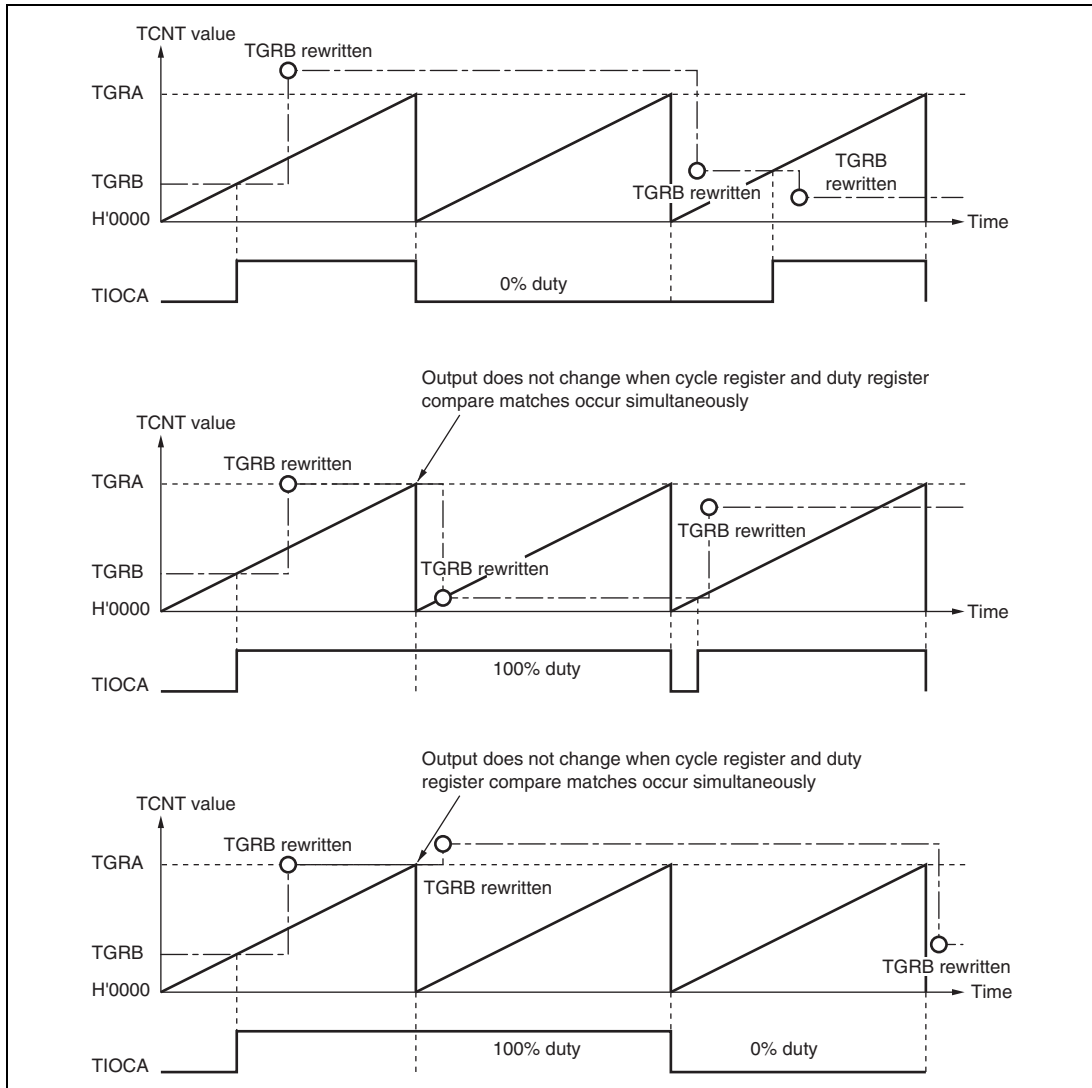 TCNT value
TGRB rewritten
TGRA
TGRB
rewritten
TGRB
TGRB rewritten
H'0000
Time
TIOCA
0% duty
Output does not change when cycle register and duty register
compare matches occur simultaneously
TCNT value
TGRB rewritten
TGRA
TGRB rewritten
TGRB
TGRB rewritten
H'0000
Time
TIOCA
100% duty
Output does not change when cycle register and duty
register compare matches occur simultaneously
TCNT value
TGRB rewritten
TGRA
TGRB rewritten
TGRB
TGRB rewritten
H'0000
Time
TIOCA
100% duty
0% duty